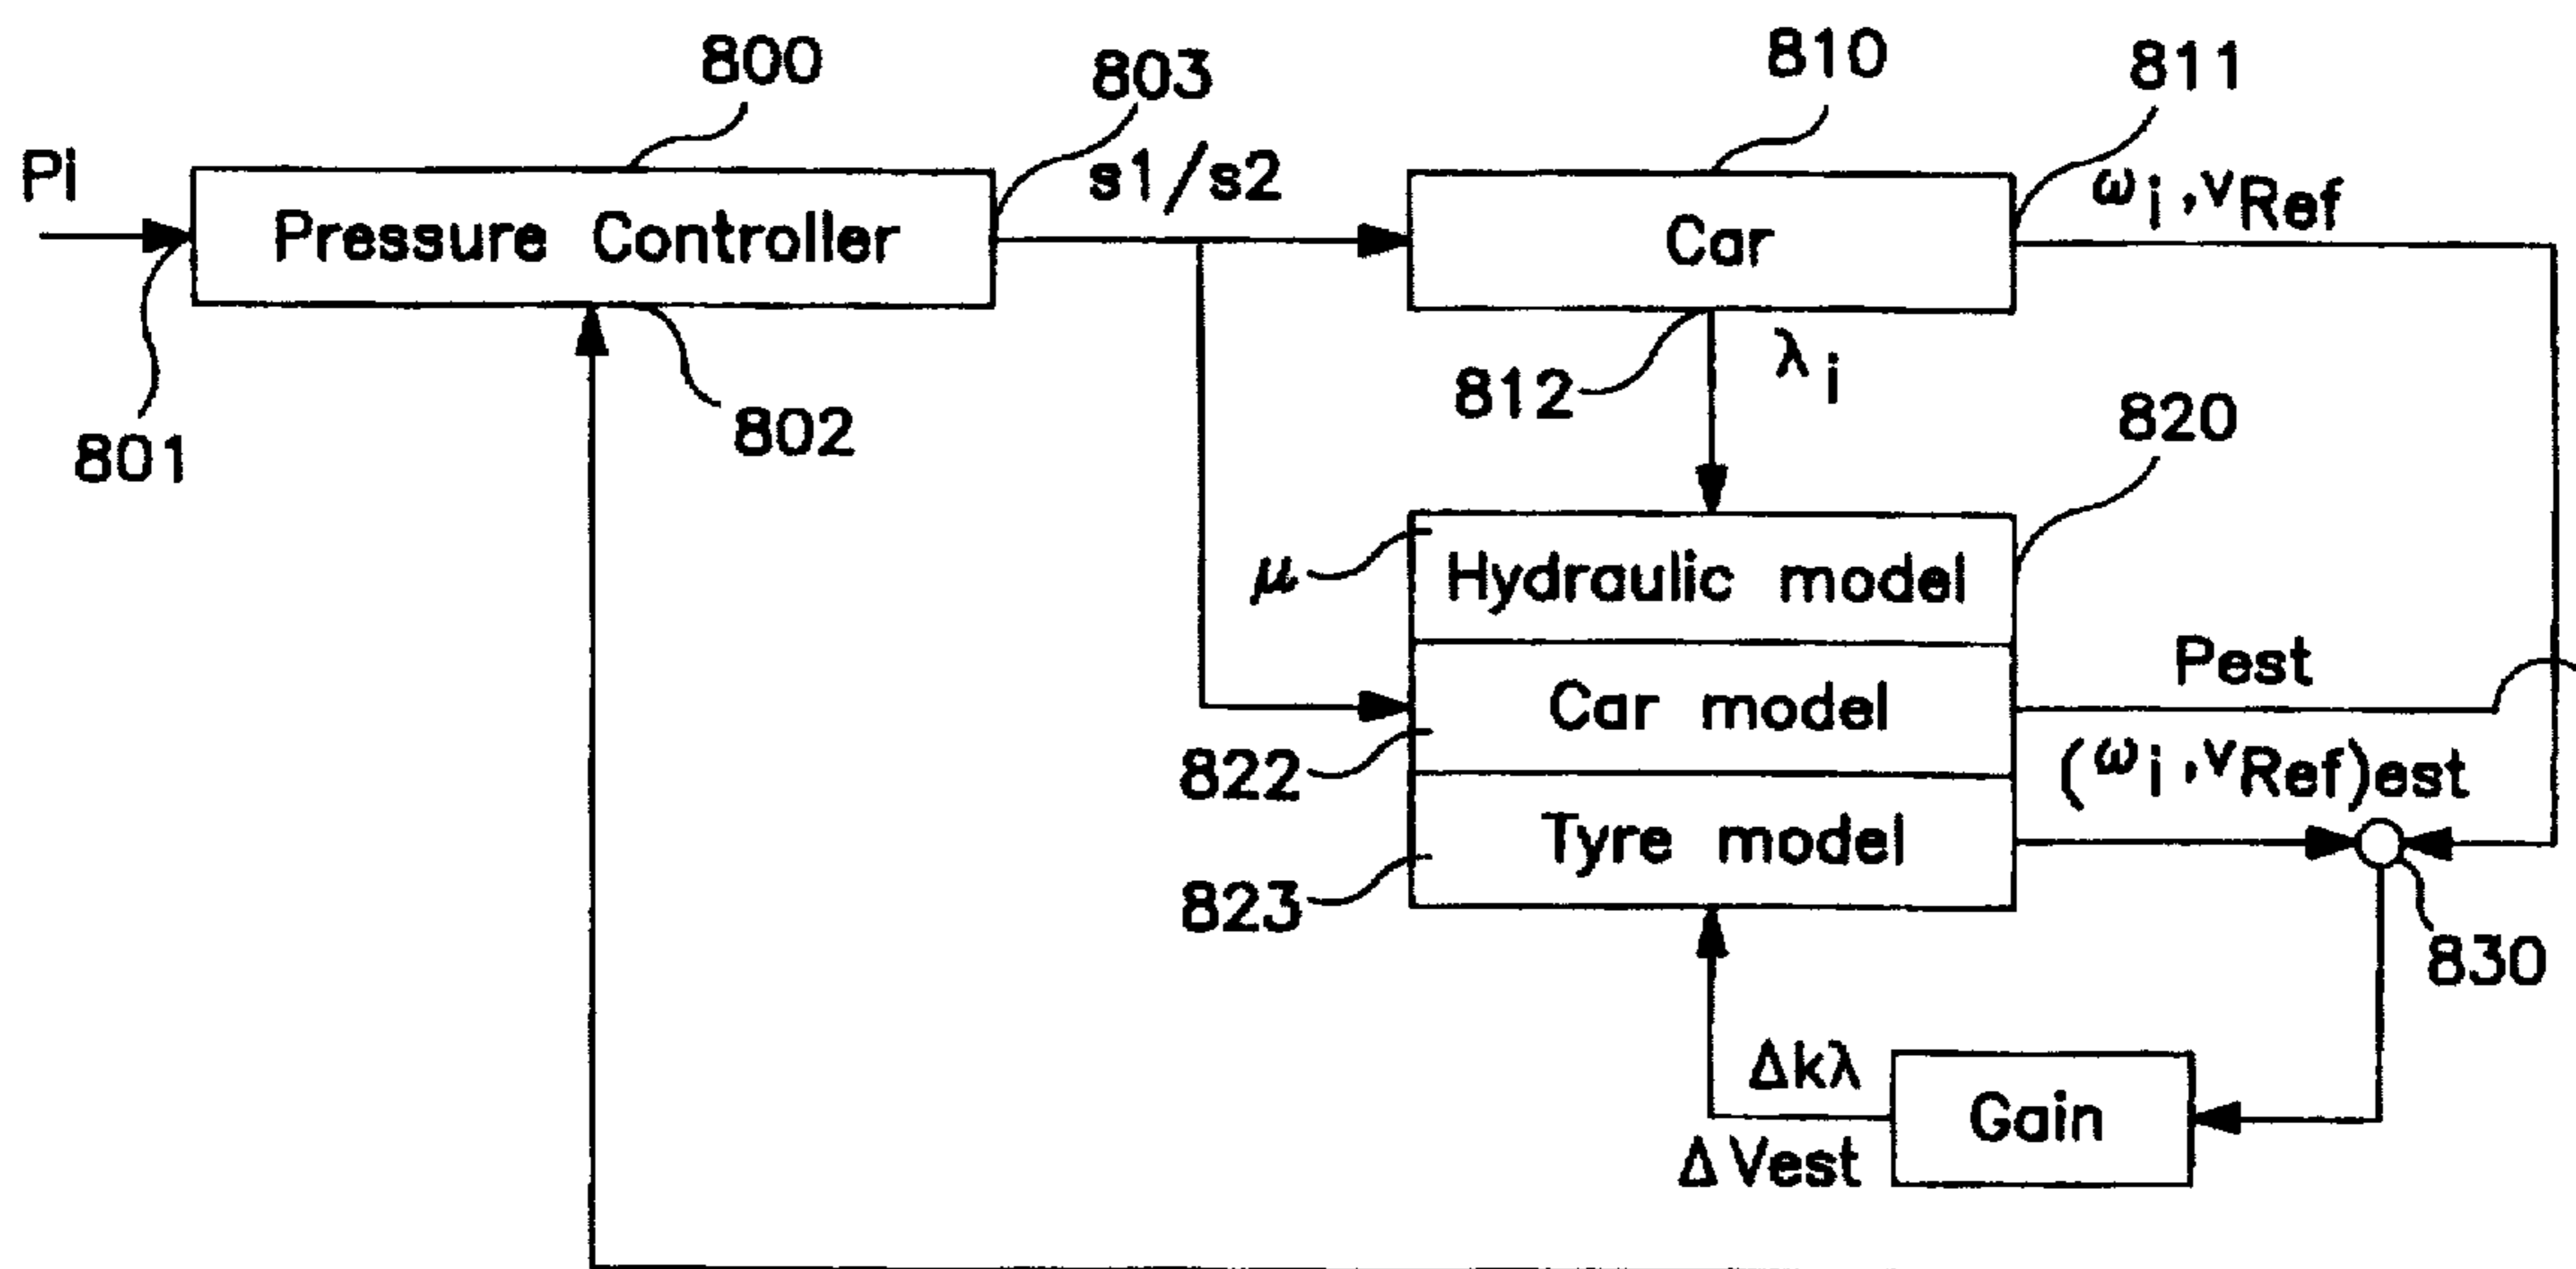 800
803
810
811
Pi
s1/s2
ωi,vRef
Pressure Controller
Car
801
802
812
λi
820
μ
Hydraulic model
Pest
Car model
822
(ωi,vRef)est
Tyre model
823
830
Δkλ
Gain
ΔVest